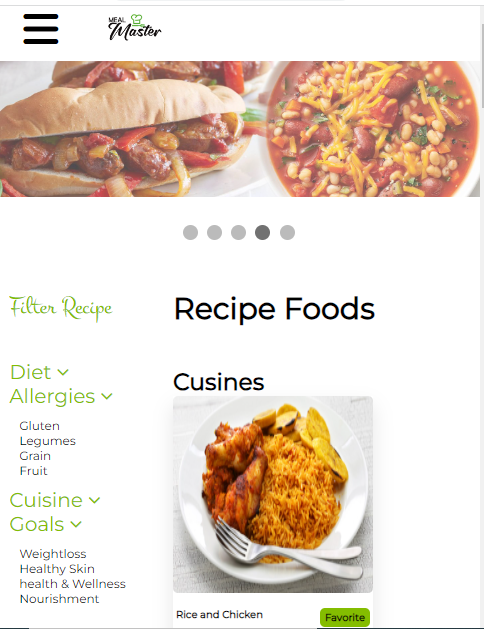 MEAL
Master
Filter Recipe
Recipe Foods
Diet
Allergies
Gluten
Legumes
Grain
Fruit
Cuisine
Goals
Weightloss
Healthy Skin
health & Wellness
Nourishment
Cusines
Rice and Chicken
Favorite